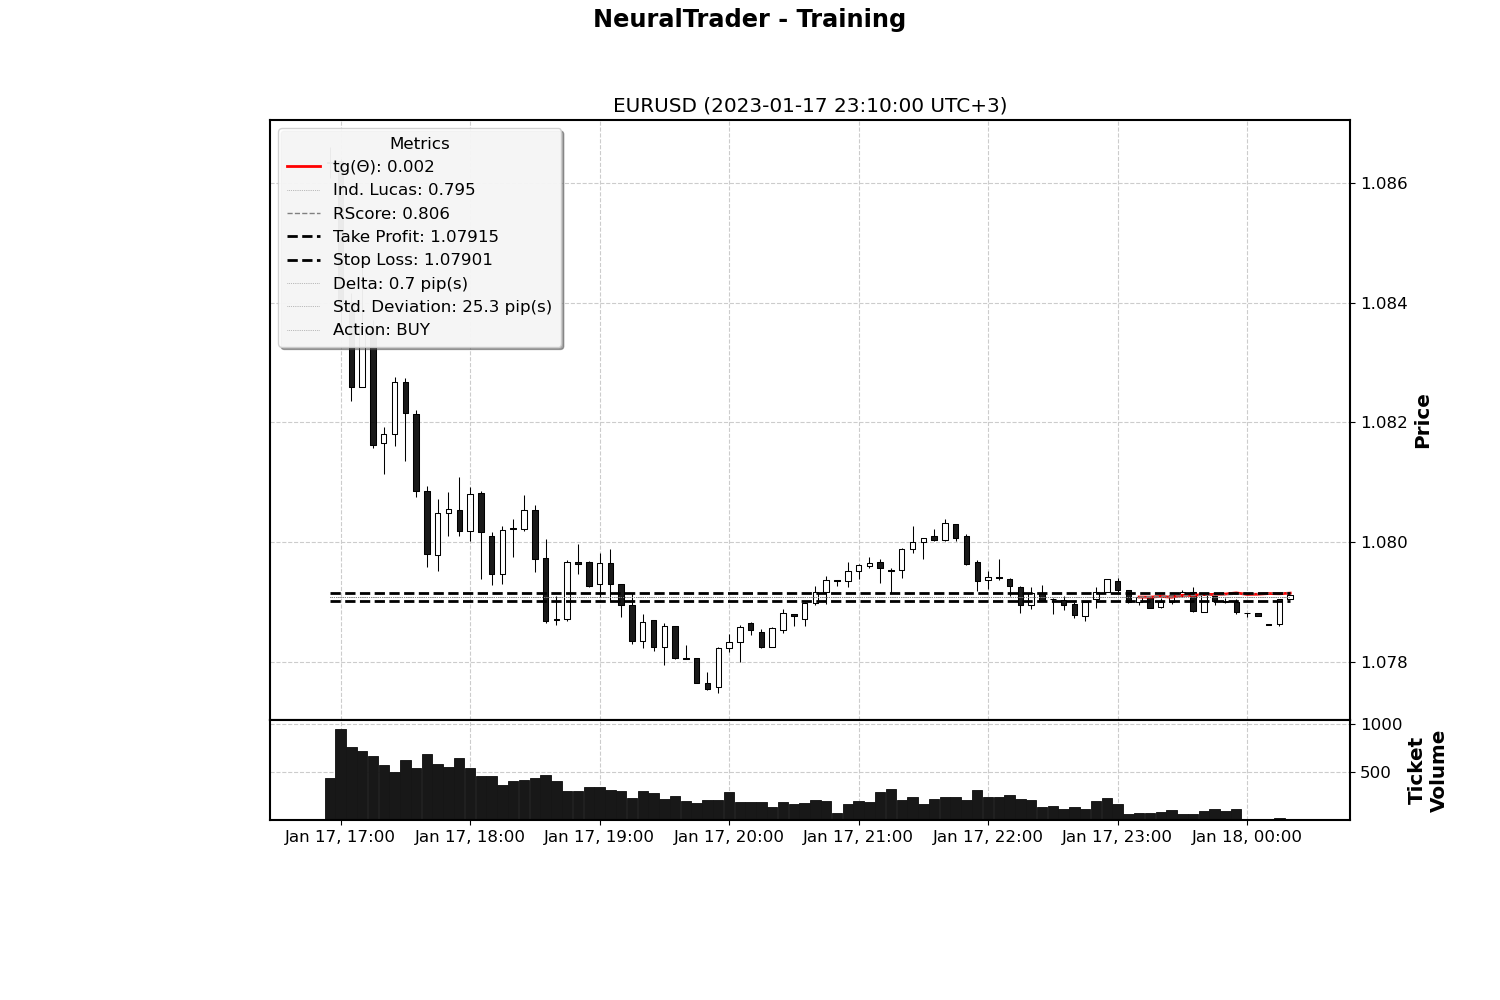 NeuralTrader - Training
EURUSD (2023-01-17 23:10:00 UTC+3)
Metrics
tg(Θ): 0.002
Ind. Lucas: 0.795
RScore: 0.806
Take Profit: 1.07915
Stop Loss: 1.07901
Delta: 0.7 pip(s)
Std. Deviation: 25.3 pip(s)
Action: BUY
1.086
1.084
1.082
1.080
1.078
Price
1000
500
Ticket
Volume
Jan 17, 17:00
Jan 17, 18:00
Jan 17, 19:00
Jan 17, 20:00
Jan 17, 21:00
Jan 17, 22:00
Jan 17, 23:00
Jan 18, 00:00